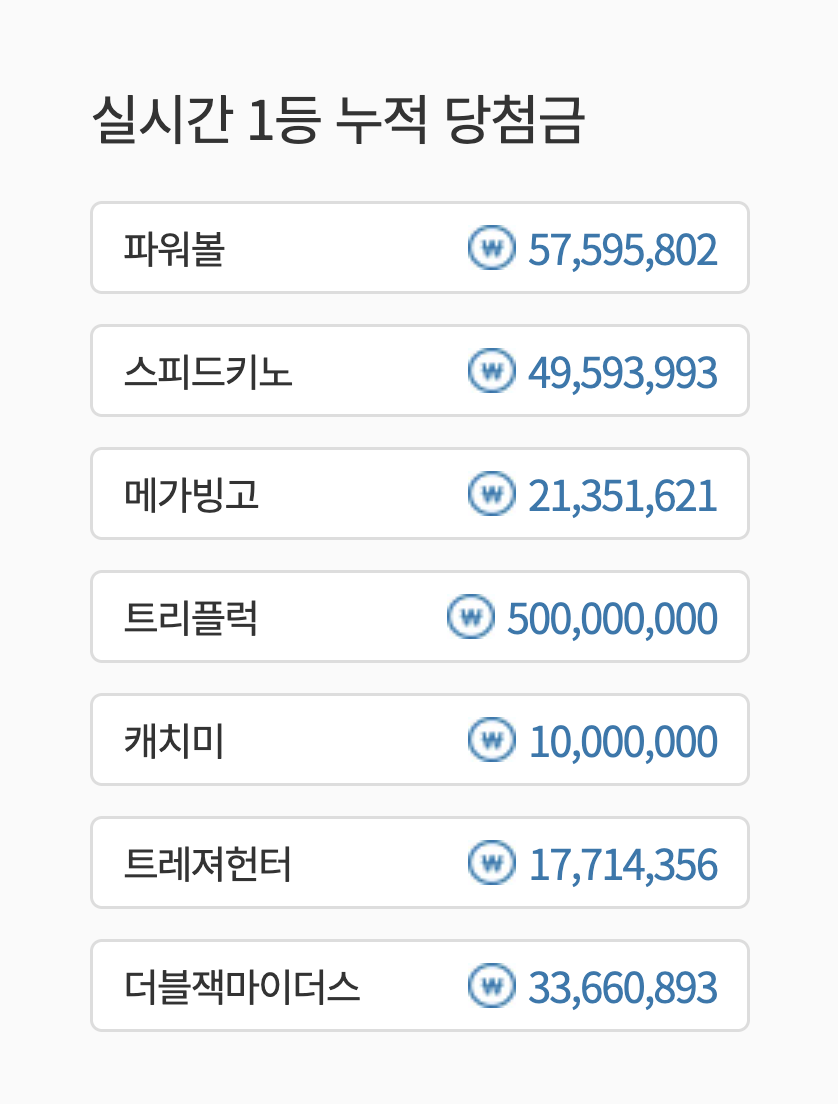 실시간 1등 누적 당첨금
파워볼 ₩ 57,595,802
스피드키노 ₩ 49,593,993
메가빙고 ₩ 21,351,621
트리플럭 ₩ 500,000,000
캐치미 ₩ 10,000,000
트레져헌터 ₩ 17,714,356
더블잭마이더스 ₩ 33,660,893